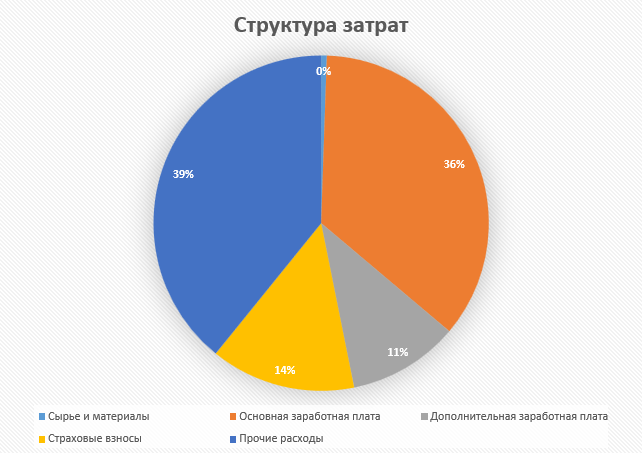 Структура затрат
0%
36%
39%
11%
14%
Сырье и материалы
Основная заработная плата
Дополнительная заработная плата
Страховые взносы
Прочие расходы